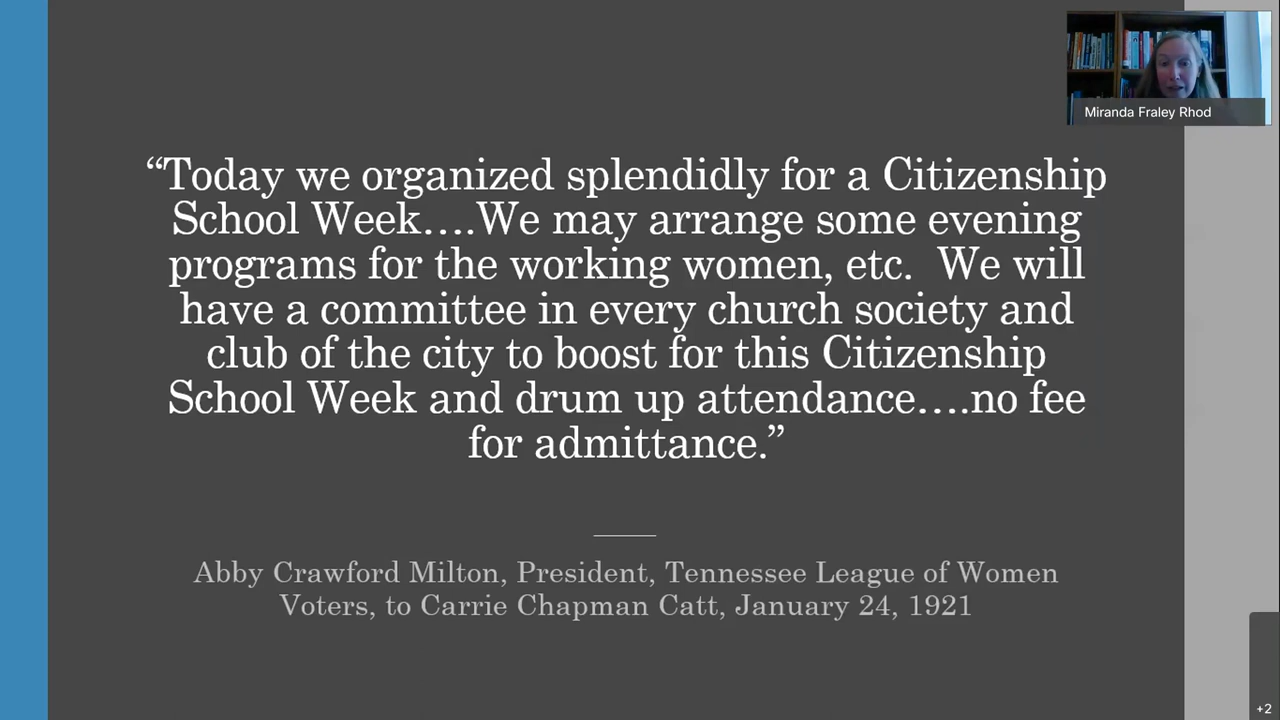 Miranda Fraley Rhod
“Today we organized splendidly for a Citizenship
School Week….We may arrange some evening
programs for the working women, etc.  We will
have a committee in every church society and
club of the city to boost for this Citizenship
School Week and drum up attendance….no fee
for admittance.”
Abby Crawford Milton, President, Tennessee League of Women
Voters, to Carrie Chapman Catt, January 24, 1921
+2